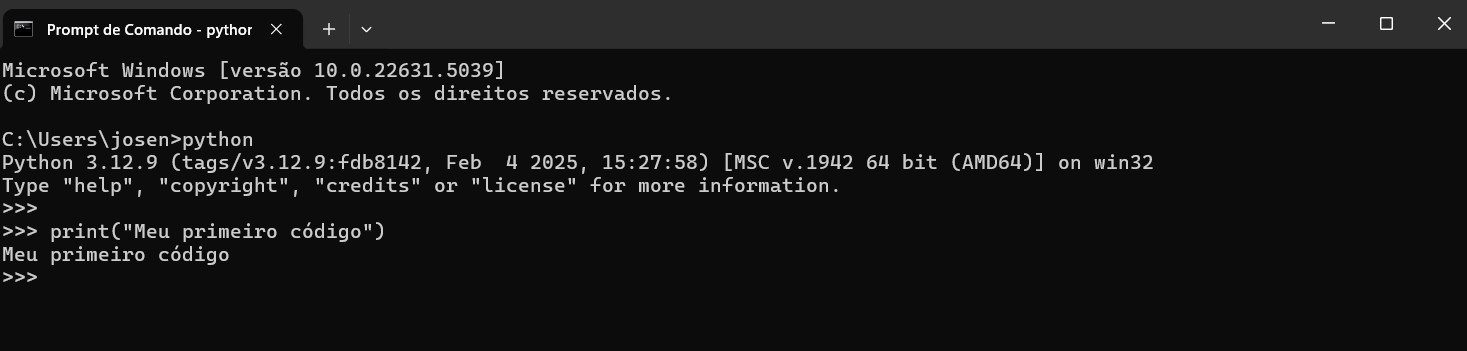 Prompt de Comando - python
Microsoft Windows [versão 10.0.22631.5039]
(c) Microsoft Corporation. Todos os direitos reservados.
C:\Users\josen>python
Python 3.12.9 (tags/v3.12.9:fdb8142, Feb  4 2025, 15:27:58) [MSC v.1942 64 bit (AMD64)] on win32
Type "help", "copyright", "credits" or "license" for more information.
>>>
>>> print("Meu primeiro código")
Meu primeiro código
>>>